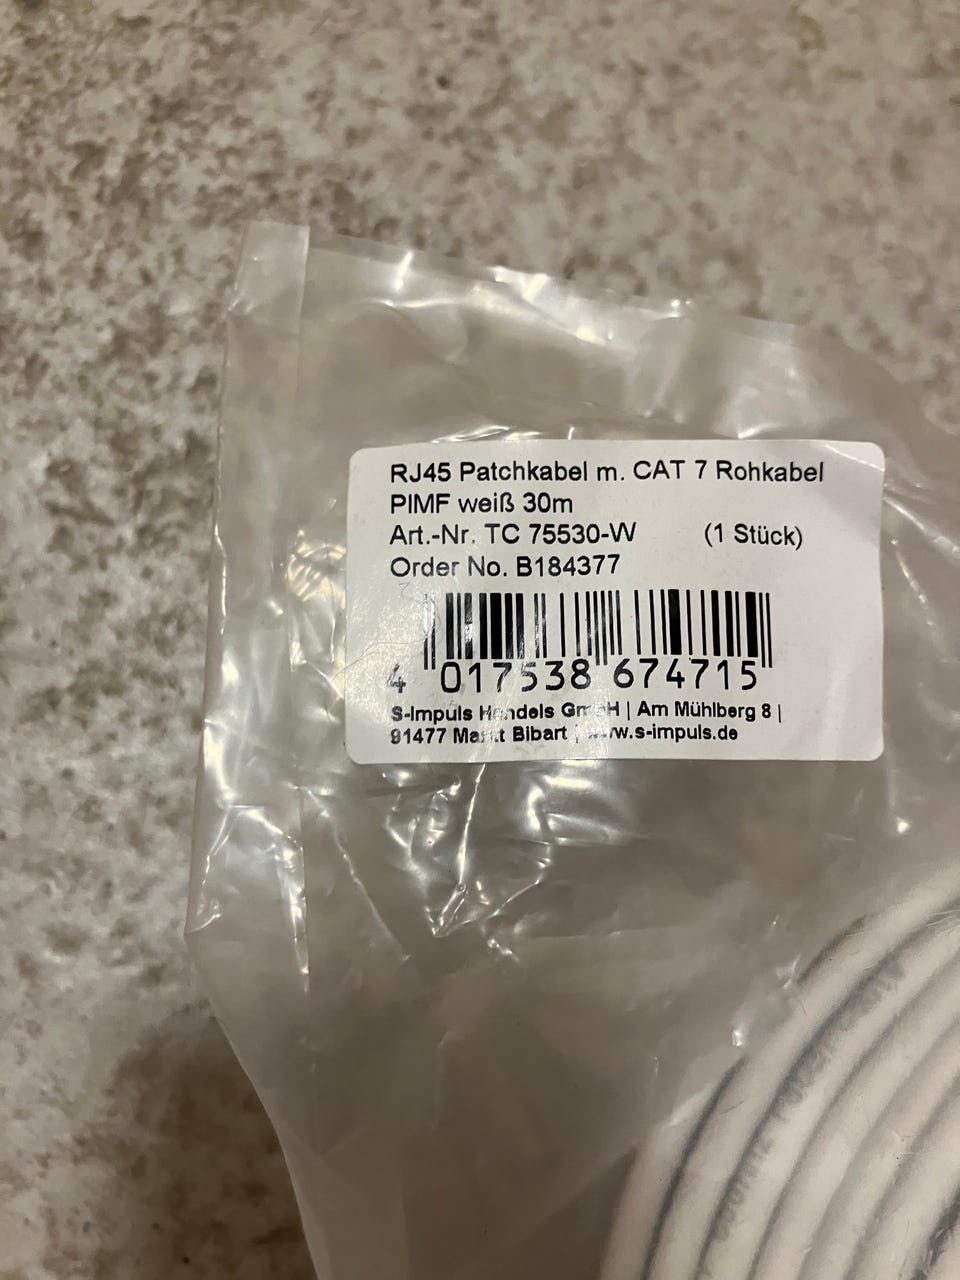 RJ45 Patchkabel m. CAT 7 Rohkabel
PIMF weiß 30m
Art.-Nr. TC 75530-W (1 Stück)
Order No. B184377
4 017538 674715
S-Impuls Handels GmbH | Am Mühlberg 8 |
91477 Markt Bibart | www.s-impuls.de